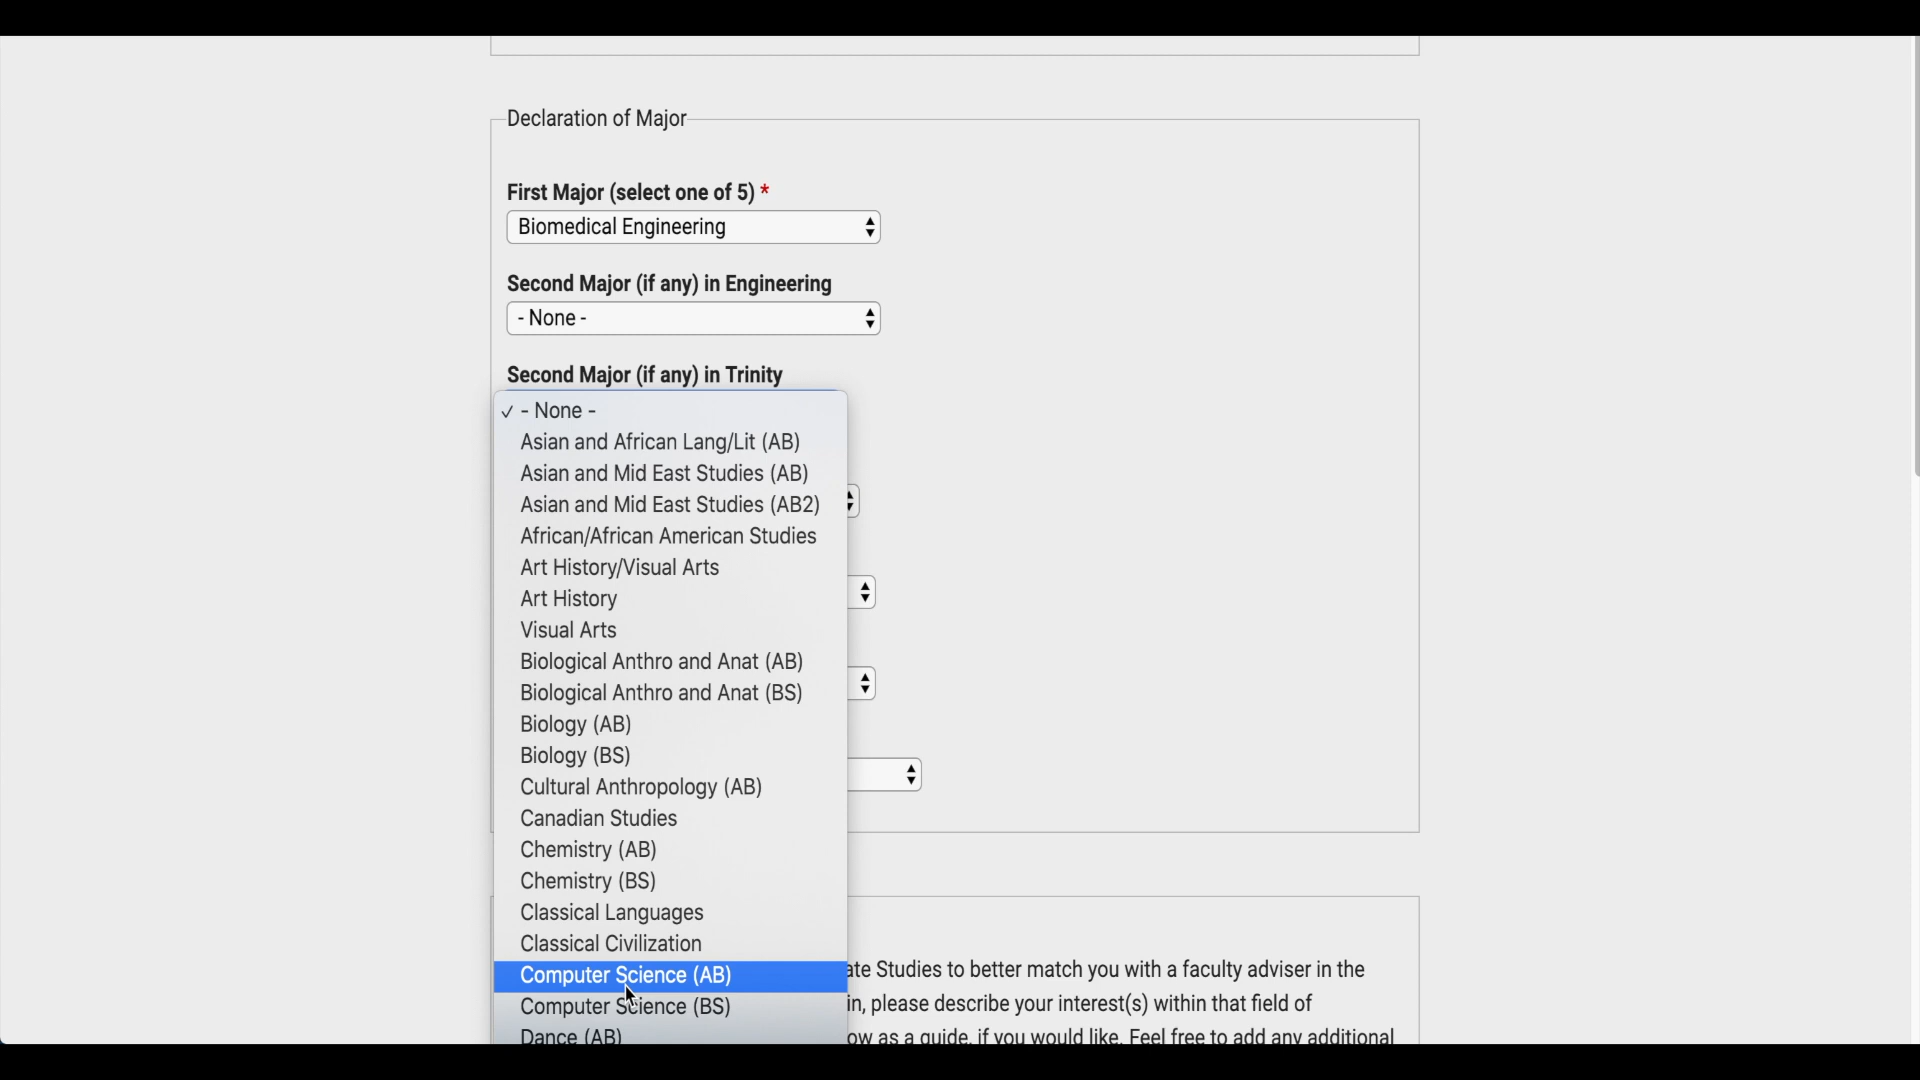 Declaration of Major
First Major (select one of 5) *
Biomedical Engineering
Second Major (if any) in Engineering
- None -
Second Major (if any) in Trinity
✓ - None -
Asian and African Lang/Lit (AB)
Asian and Mid East Studies (AB)
Asian and Mid East Studies (AB2)
African/African American Studies
Art History/Visual Arts
Art History
Visual Arts
Biological Anthro and Anat (AB)
Biological Anthro and Anat (BS)
Biology (AB)
Biology (BS)
Cultural Anthropology (AB)
Canadian Studies
Chemistry (AB)
Chemistry (BS)
Classical Languages
Classical Civilization
Computer Science (AB)
Computer Science (BS)
Dance (AB)
Studies to better match you with a faculty adviser in the
in, please describe your interest(s) within that field of
as a guide, if you would like. Feel free to add any additional